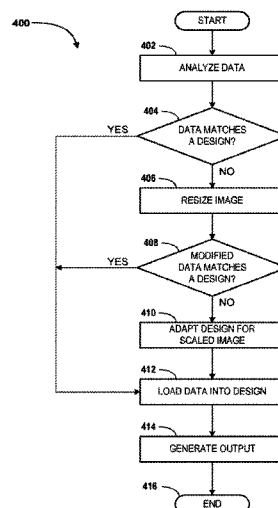 400
START
402
ANALYZE DATA
404
YES
DATA MATCHES
A DESIGN?
NO
406
RESIZE IMAGE
408
YES
MODIFIED
DATA MATCHES
A DESIGN?
NO
410
ADAPT DESIGN FOR
SCALED IMAGE
412
LOAD DATA INTO DESIGN
414
GENERATE OUTPUT
416
END